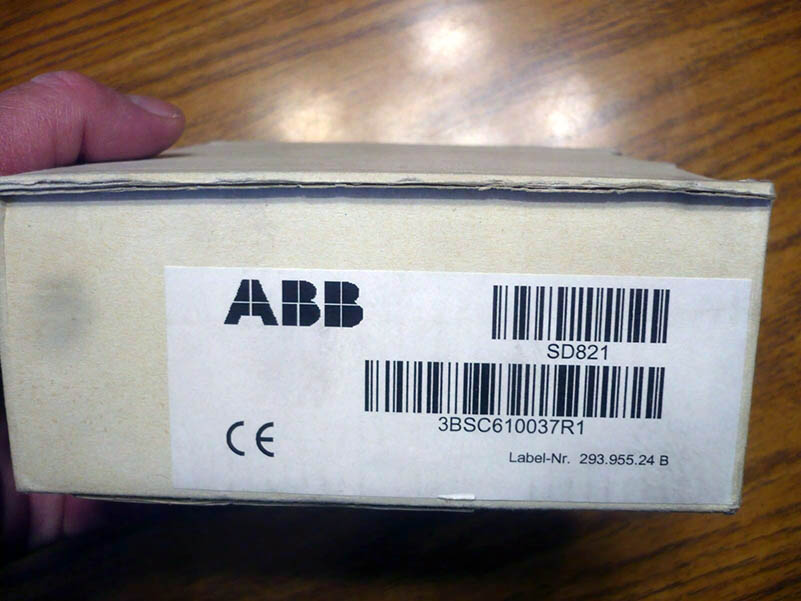 ABB
SD821
3BSC610037R1
CE
Label-Nr. 293.955.24 B